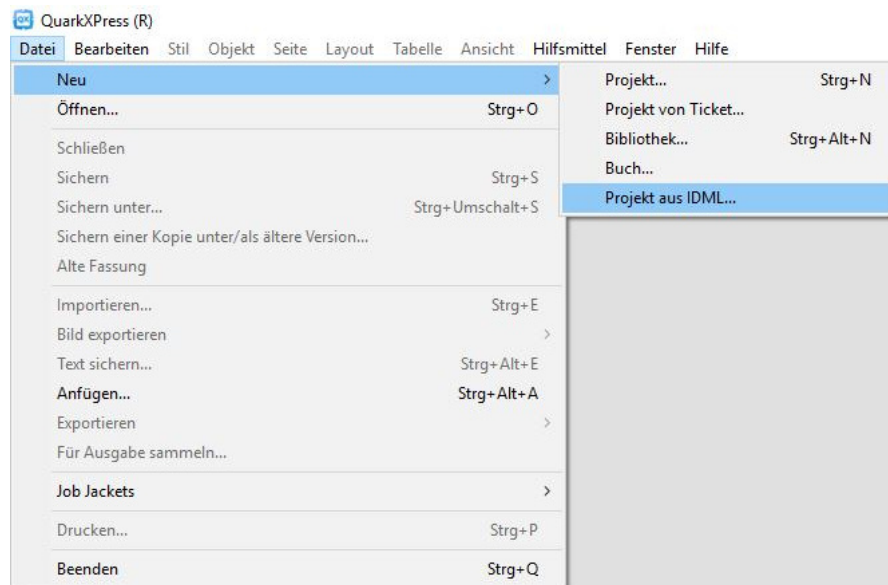 QuarkXPress (R)
Datei Bearbeiten Stil Objekt Seite Layout Tabelle Ansicht Hilfsmittel Fenster Hilfe
Neu >
Öffnen... Strg+O
Schließen
Sichern Strg+S
Sichern unter... Strg+Umschalt+S
Sichern einer Kopie unter/als ältere Version...
Alte Fassung
Importieren... Strg+E
Bild exportieren >
Text sichern... Strg+Alt+E
Anfügen... Strg+Alt+A
Exportieren >
Für Ausgabe sammeln...
Job Jackets >
Drucken... Strg+P
Beenden Strg+Q
Projekt... Strg+N
Projekt von Ticket...
Bibliothek... Strg+Alt+N
Buch...
Projekt aus IDML...